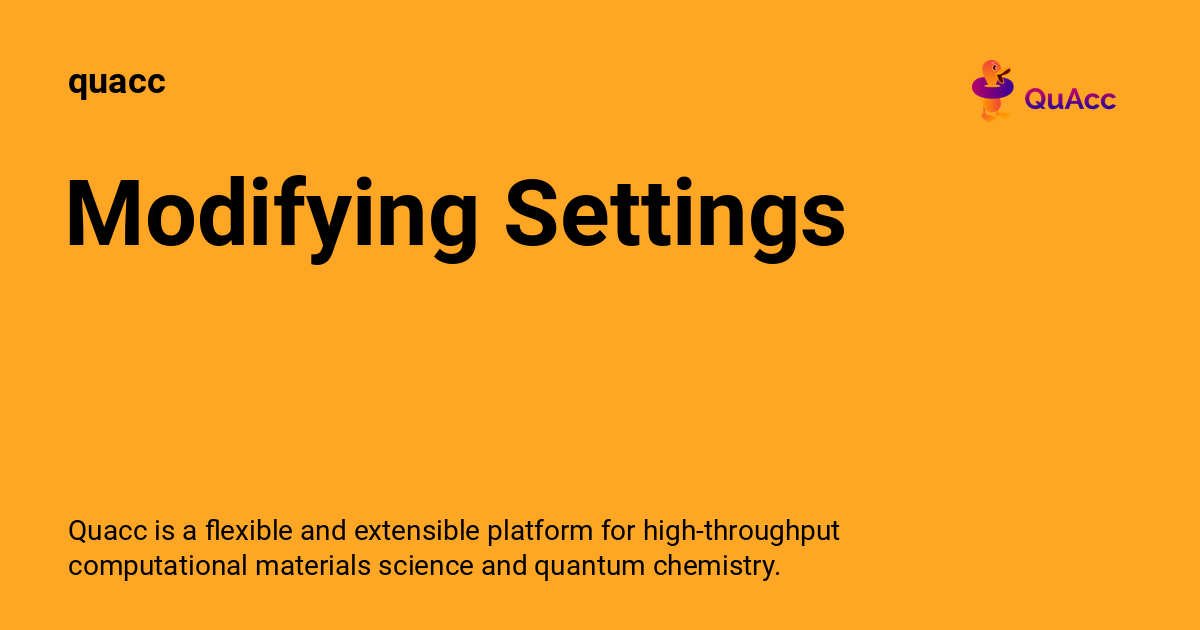 quacc
QuAcc
Modifying Settings
Quacc is a flexible and extensible platform for high-throughput
computational materials science and quantum chemistry.